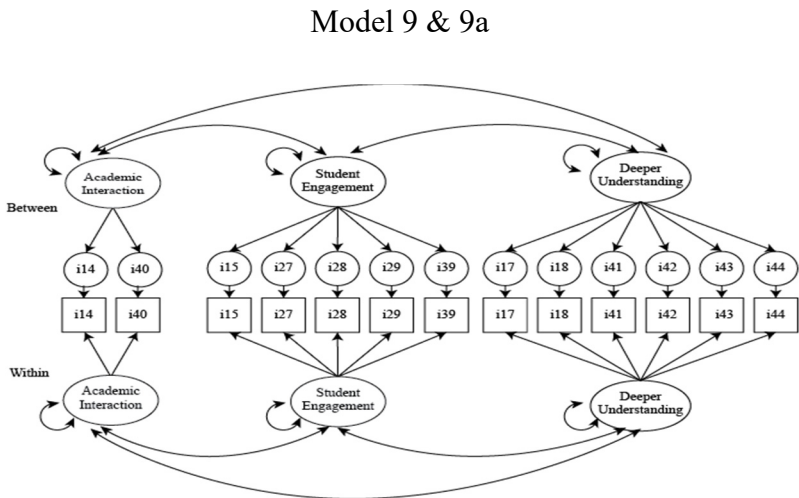 Model 9 & 9a
Academic
Interaction
Student
Engagement
Deeper
Understanding
Between
i14 i40 i15 i27 i28 i29 i39 i17 i18 i41 i42 i43 i44
i14 i40 i15 i27 i28 i29 i39 i17 i18 i41 i42 i43 i44
Within
Academic
Interaction
Student
Engagement
Deeper
Understanding